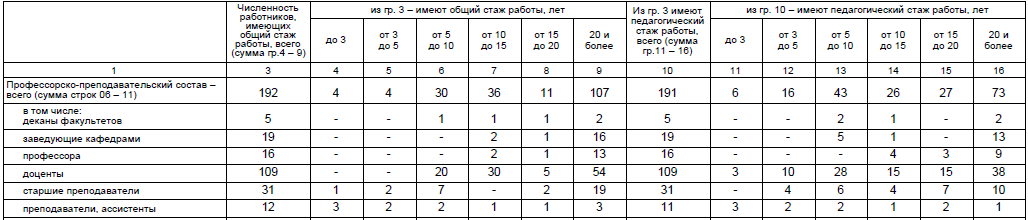 Численность работников, имеющих общий стаж работы, всего (сумма гр.4 – 9) | из гр. 3 – имеют общий стаж работы, лет | Из гр. 3 имеют педагогический стаж работы, всего (сумма гр.11 – 16) | из гр. 10 – имеют педагогический стаж работы, лет
до 3 | от 3 до 5 | от 5 до 10 | от 10 до 15 | от 15 до 20 | 20 и более | до 3 | от 3 до 5 | от 5 до 10 | от 10 до 15 | от 15 до 20 | 20 и более
1 | 3 | 4 | 5 | 6 | 7 | 8 | 9 | 10 | 11 | 12 | 13 | 14 | 15 | 16
Профессорско-преподавательский состав – всего (сумма строк 06 – 11) | 192 | 4 | 4 | 30 | 36 | 11 | 107 | 191 | 6 | 16 | 43 | 26 | 27 | 73
в том числе:
деканы факультетов | 5 | - | - | 1 | 1 | 1 | 2 | 5 | - | - | 2 | 1 | - | 2
заведующие кафедрами | 19 | - | - | - | 2 | 1 | 16 | 19 | - | - | 5 | 1 | - | 13
профессора | 16 | - | - | - | 2 | 1 | 13 | 16 | - | - | - | 4 | 3 | 9
доценты | 109 | - | - | 20 | 30 | 5 | 54 | 109 | 3 | 10 | 28 | 15 | 15 | 38
старшие преподаватели | 31 | 1 | 2 | 7 | - | 2 | 19 | 31 | - | 4 | 6 | 4 | 7 | 10
преподаватели, ассистенты | 12 | 3 | 2 | 2 | 1 | 1 | 3 | 11 | 3 | 2 | 2 | 1 | 2 | 1